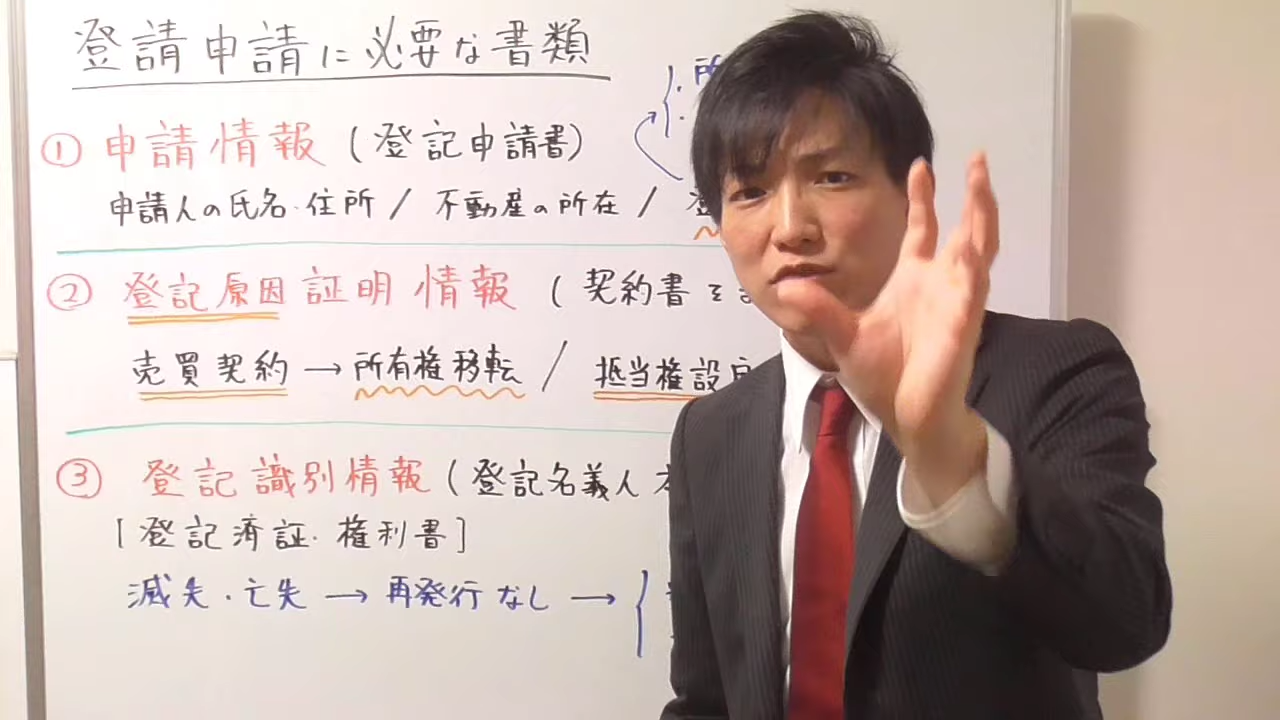 登請申請に必要な書類
① 申請情報 (登記申請書)
・所
申請人の氏名・住所 / 不動産の所在 / 登
② 登記原因証明情報 (契約書
売買契約 → 所有権移転 / 抵当権設定
③ 登記識別情報 (登記名義人
[登記済証・権利書]
滅失・亡失 → 再発行なし →